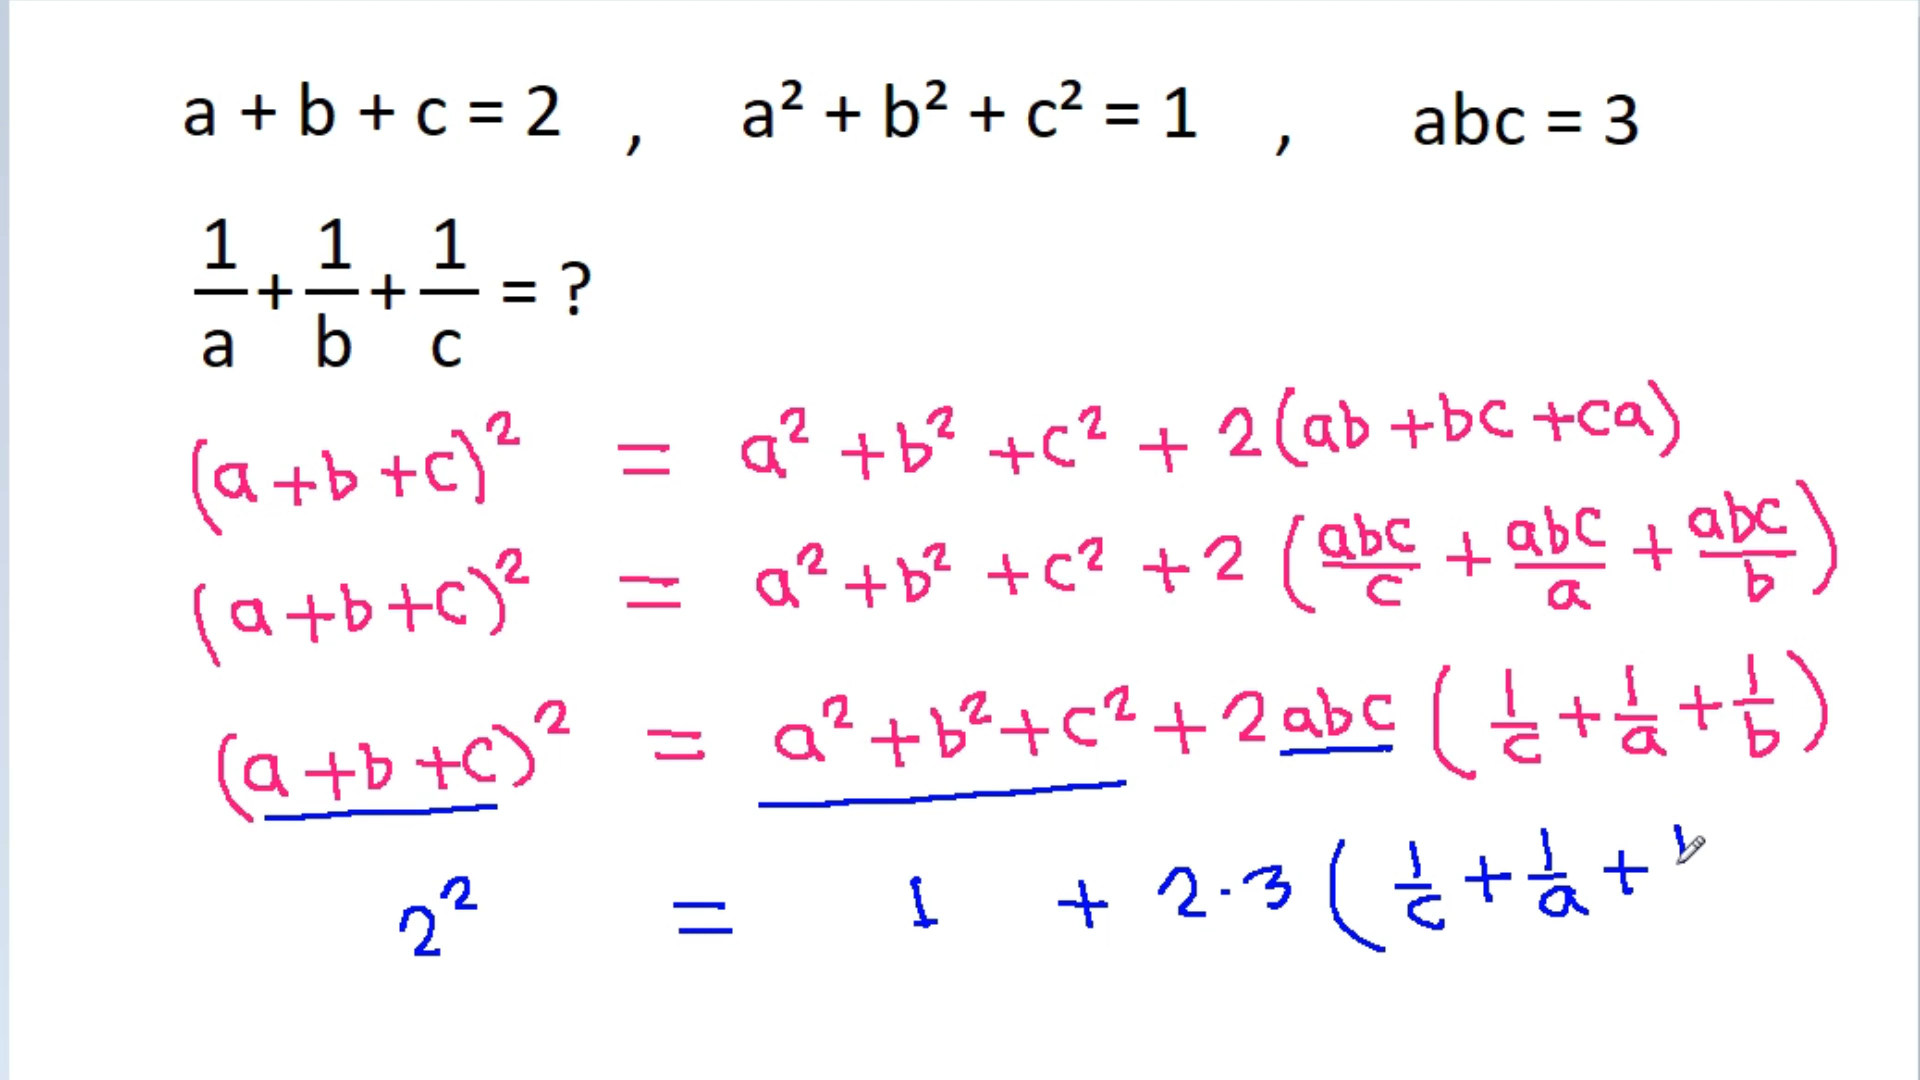 a + b + c = 2 , a² + b² + c² = 1 , abc = 3
1/a + 1/b + 1/c = ?
(a+b+c)² = a² + b² + c² + 2(ab+bc+ca)
(a+b+c)² = a² + b² + c² + 2(abc/c + abc/a + abc/b)
(a+b+c)² = a² + b² + c² + 2abc(1/c + 1/a + 1/b)
2² = 1 + 2·3(1/c + 1/a +